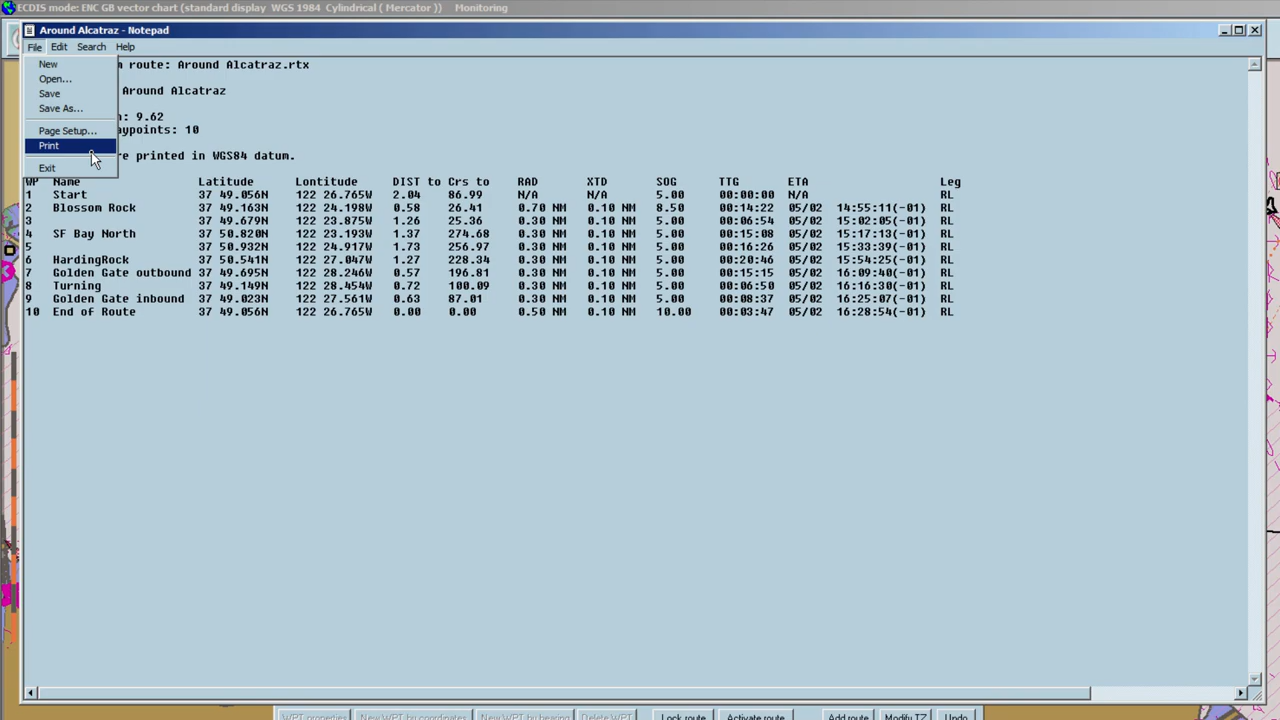 ECDIS mode: ENC GB vector chart (standard display WGS 1984 Cylindrical ( Mercator )) Monitoring
Around Alcatraz - Notepad
File Edit Search Help
New
Open...
Save
Save As...
Page Setup...
Print
Exit
m route: Around Alcatraz.rtx
Around Alcatraz
h: 9.62
aypoints: 10
re printed in WGS84 datum.
WP Name Latitude Lontitude DIST to Crs to RAD XTD SOG TTG ETA Leg
1 Start 37 49.056N 122 26.765W 2.04 86.99 N/A N/A 5.00 00:00:00 N/A RL
2 Blossom Rock 37 49.163N 122 24.198W 0.58 26.41 0.70 NM 0.10 NM 8.50 00:14:22 05/02 14:55:11(-01) RL
3 37 49.679N 122 23.875W 1.26 25.36 0.30 NM 0.10 NM 5.00 00:06:54 05/02 15:02:05(-01) RL
4 SF Bay North 37 50.820N 122 23.193W 1.37 274.68 0.30 NM 0.10 NM 5.00 00:15:08 05/02 15:17:13(-01) RL
5 37 50.932N 122 24.917W 1.73 256.97 0.30 NM 0.10 NM 5.00 00:16:26 05/02 15:33:39(-01) RL
6 HardingRock 37 50.541N 122 27.047W 1.27 228.34 0.30 NM 0.10 NM 5.00 00:20:46 05/02 15:54:25(-01) RL
7 Golden Gate outbound 37 49.695N 122 28.246W 0.57 196.81 0.30 NM 0.10 NM 5.00 00:15:15 05/02 16:09:40(-01) RL
8 Turning 37 49.149N 122 28.454W 0.72 100.09 0.30 NM 0.10 NM 5.00 00:06:50 05/02 16:16:30(-01) RL
9 Golden Gate inbound 37 49.023N 122 27.561W 0.63 87.01 0.30 NM 0.10 NM 5.00 00:08:37 05/02 16:25:07(-01) RL
10 End of Route 37 49.056N 122 26.765W 0.00 0.00 0.50 NM 0.10 NM 10.00 00:03:47 05/02 16:28:54(-01) RL
WPT properties New WPT by coordinates New WPT by bearing Delete WPT Lock route Activate route Add route Modify TZ Undo